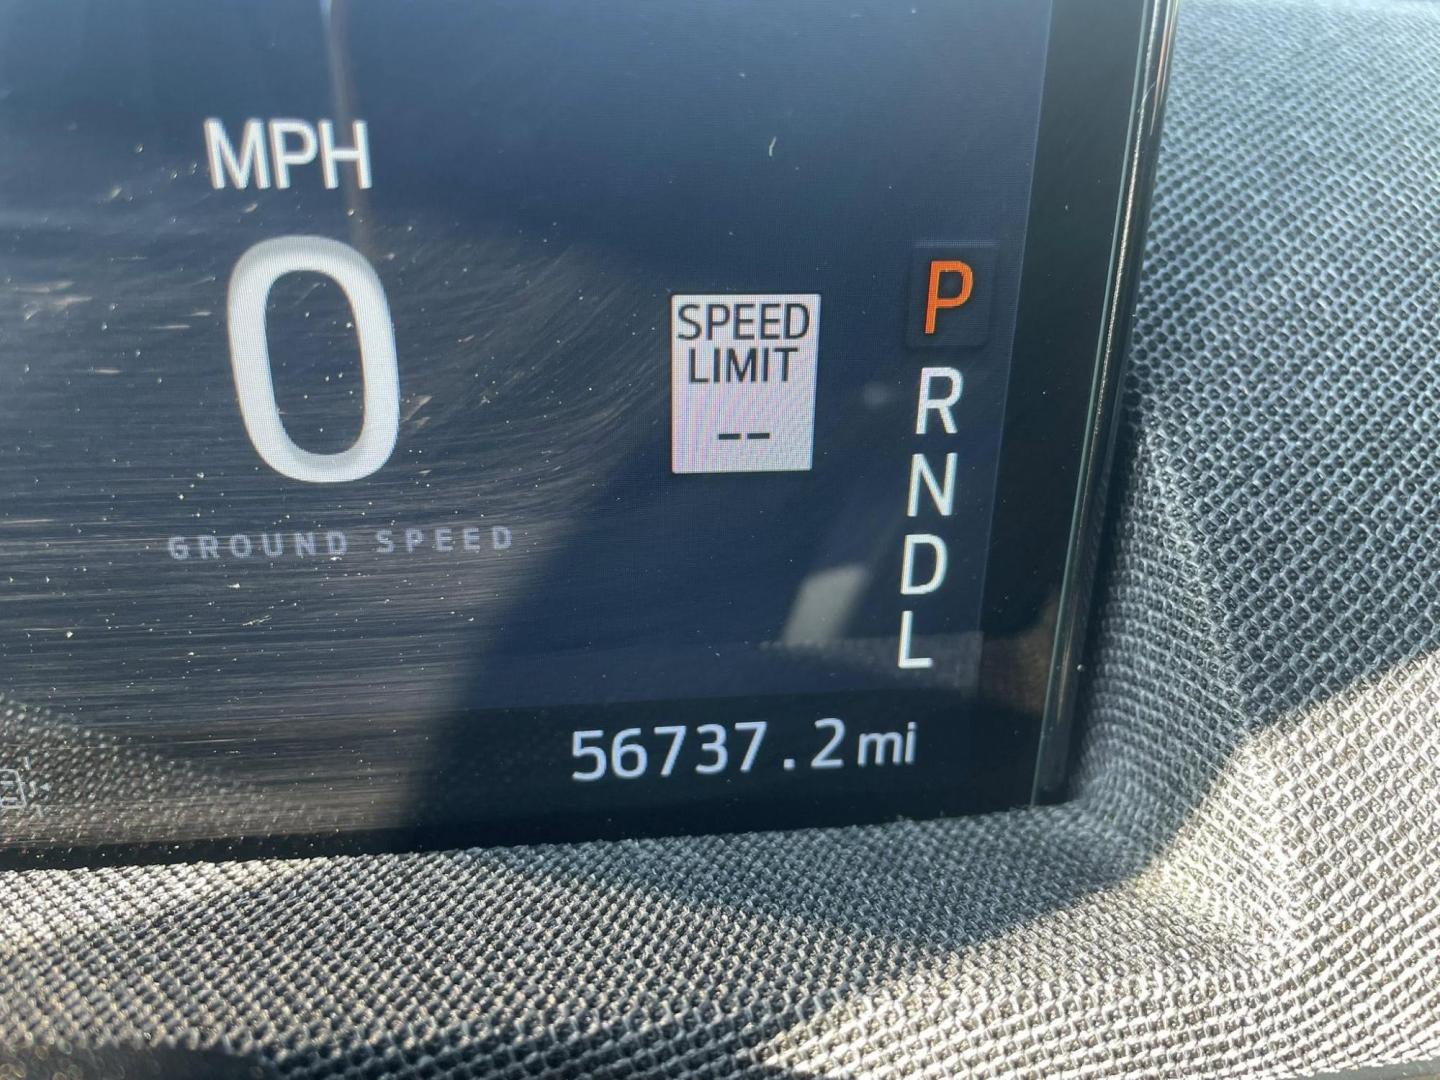 MPH
0
GROUND SPEED
SPEED
LIMIT
--
P
R
N
D
L
56737.2mi